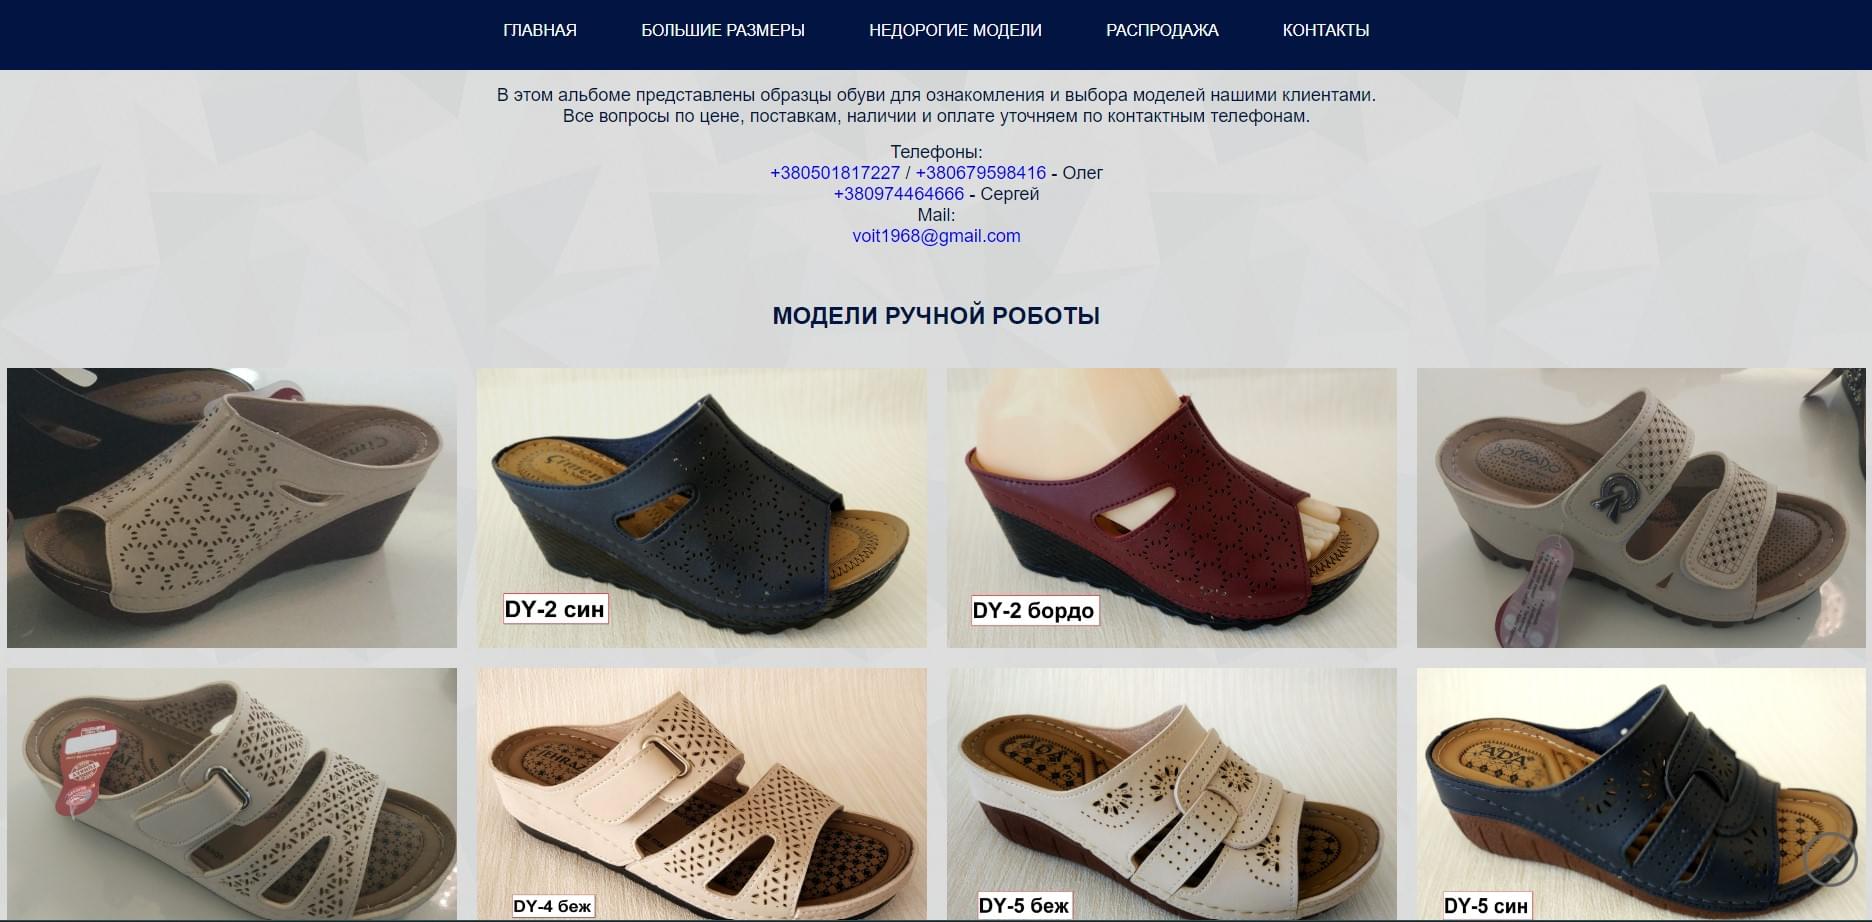 ГЛАВНАЯ БОЛЬШИЕ РАЗМЕРЫ НЕДОРОГИЕ МОДЕЛИ РАСПРОДАЖА КОНТАКТЫ
В этом альбоме представлены образцы обуви для ознакомления и выбора моделей нашими клиентами.
Все вопросы по цене, поставкам, наличии и оплате уточняем по контактным телефонам.
Телефоны:
+380501817227 / +380679598416 - Олег
+380974464666 - Сергей
Mail:
voit1968@gmail.com
МОДЕЛИ РУЧНОЙ РОБОТЫ
DY-2 син
DY-2 бордо
DY-4 беж
ADA
DY-5 беж
ADA
DY-5 син